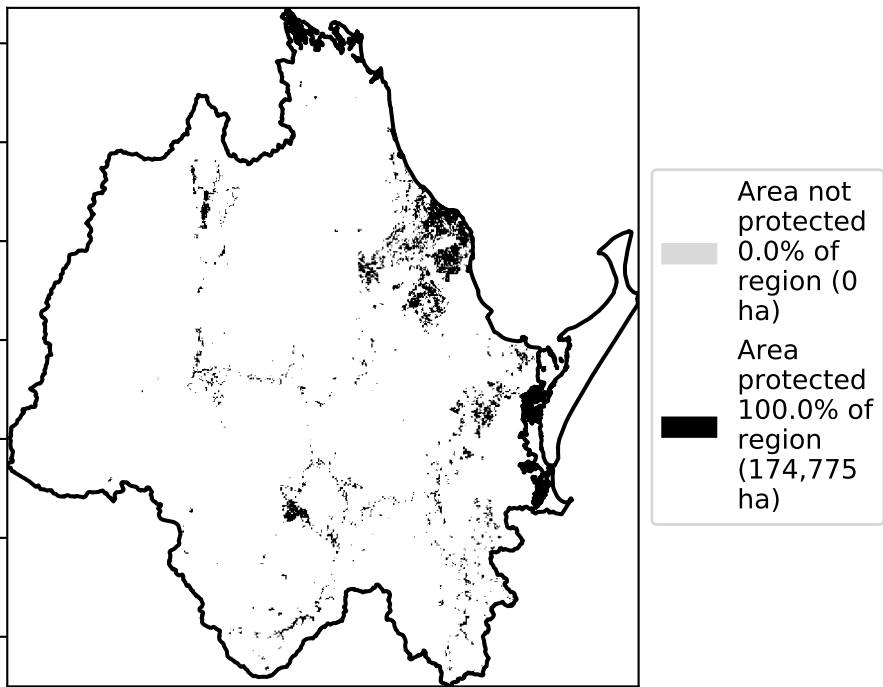 Area not
protected
0.0% of
region (0
ha)
Area
protected
100.0% of
region
(174,775
ha)